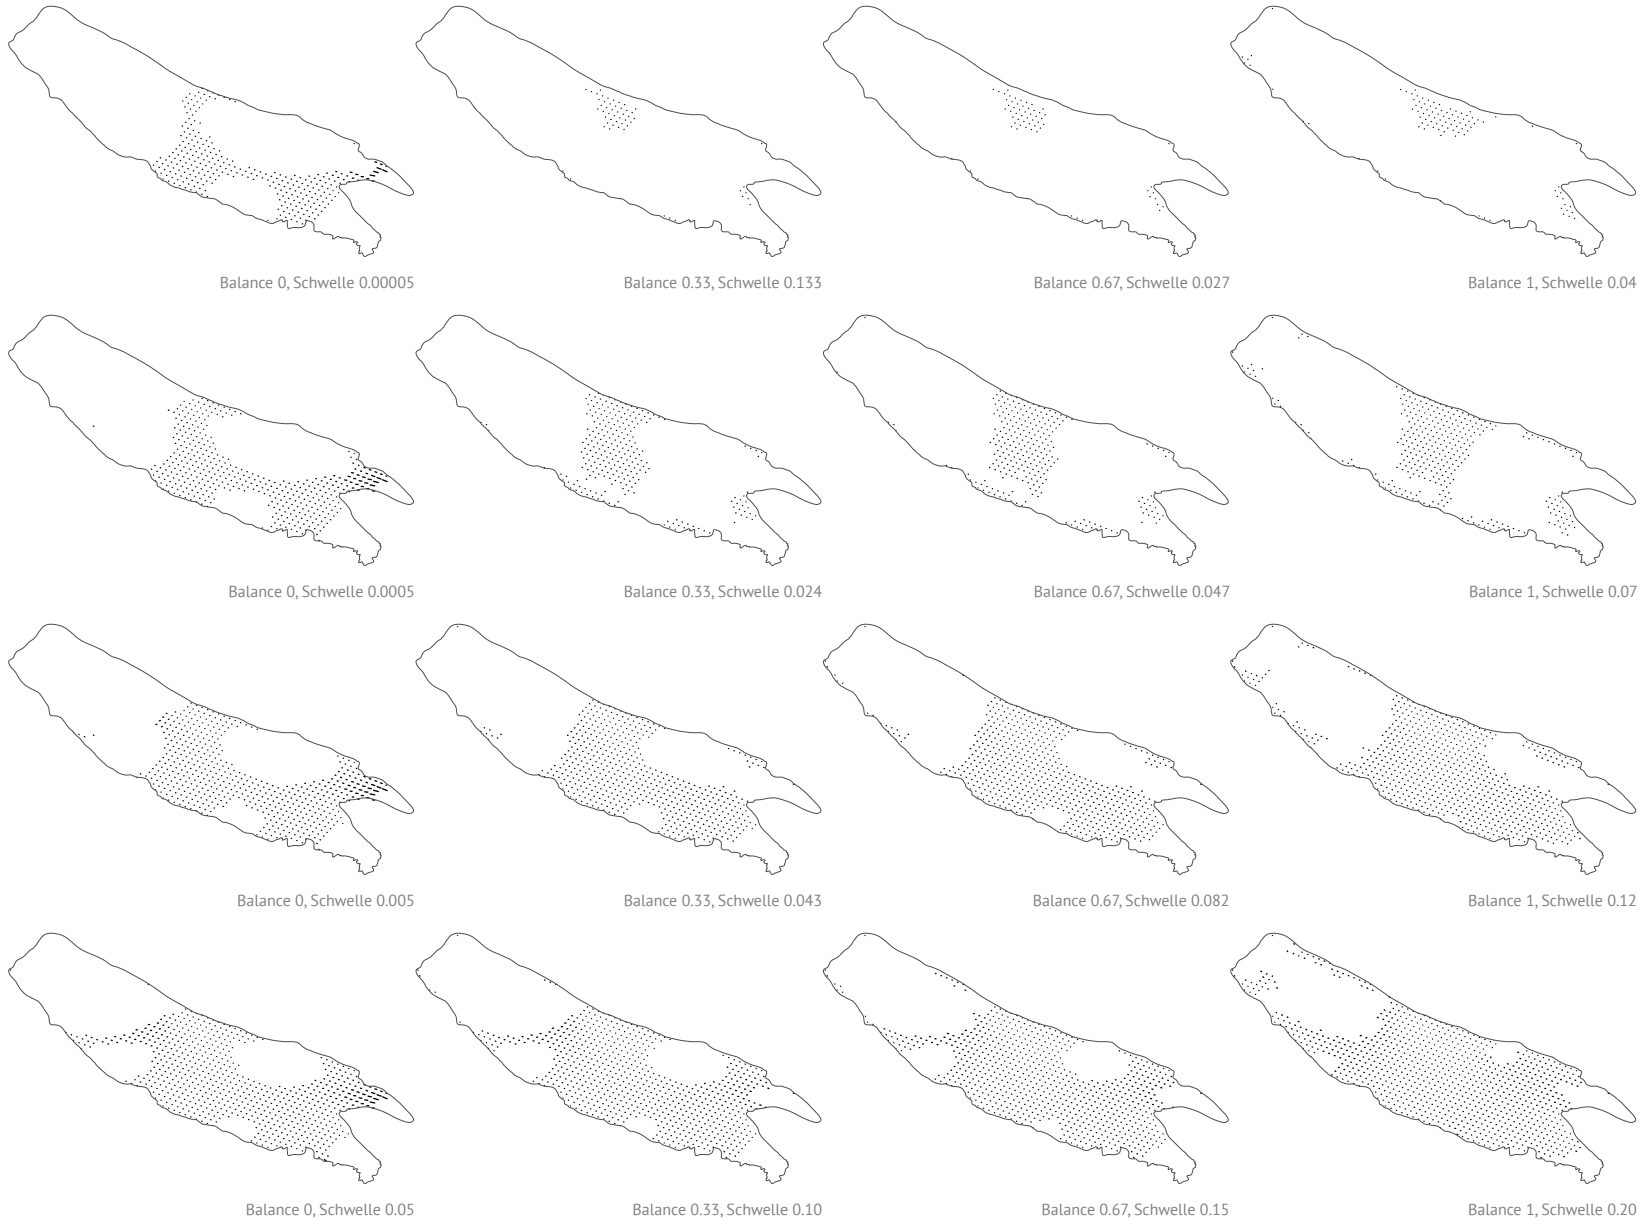 Balance 0, Schwelle 0.00005
Balance 0.33, Schwelle 0.133
Balance 0.67, Schwelle 0.027
Balance 1, Schwelle 0.04
Balance 0, Schwelle 0.0005
Balance 0.33, Schwelle 0.024
Balance 0.67, Schwelle 0.047
Balance 1, Schwelle 0.07
Balance 0, Schwelle 0.005
Balance 0.33, Schwelle 0.043
Balance 0.67, Schwelle 0.082
Balance 1, Schwelle 0.12
Balance 0, Schwelle 0.05
Balance 0.33, Schwelle 0.10
Balance 0.67, Schwelle 0.15
Balance 1, Schwelle 0.20